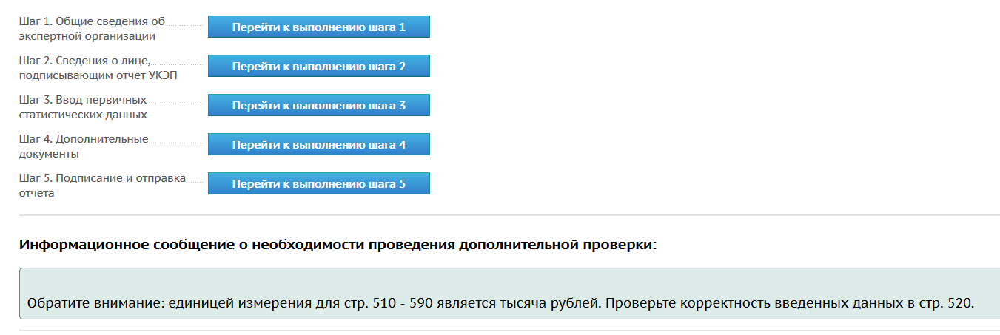 Шаг 1. Общие сведения об
экспертной организации
Перейти к выполнению шага 1
Шаг 2. Сведения о лице,
подписывающим отчет УКЭП
Перейти к выполнению шага 2
Шаг 3. Ввод первичных
статистических данных
Перейти к выполнению шага 3
Шаг 4. Дополнительные
документы
Перейти к выполнению шага 4
Шаг 5. Подписание и отправка
отчета
Перейти к выполнению шага 5
Информационное сообщение о необходимости проведения дополнительной проверки:
Обратите внимание: единицей измерения для стр. 510 - 590 является тысяча рублей. Проверьте корректность введенных данных в стр. 520.